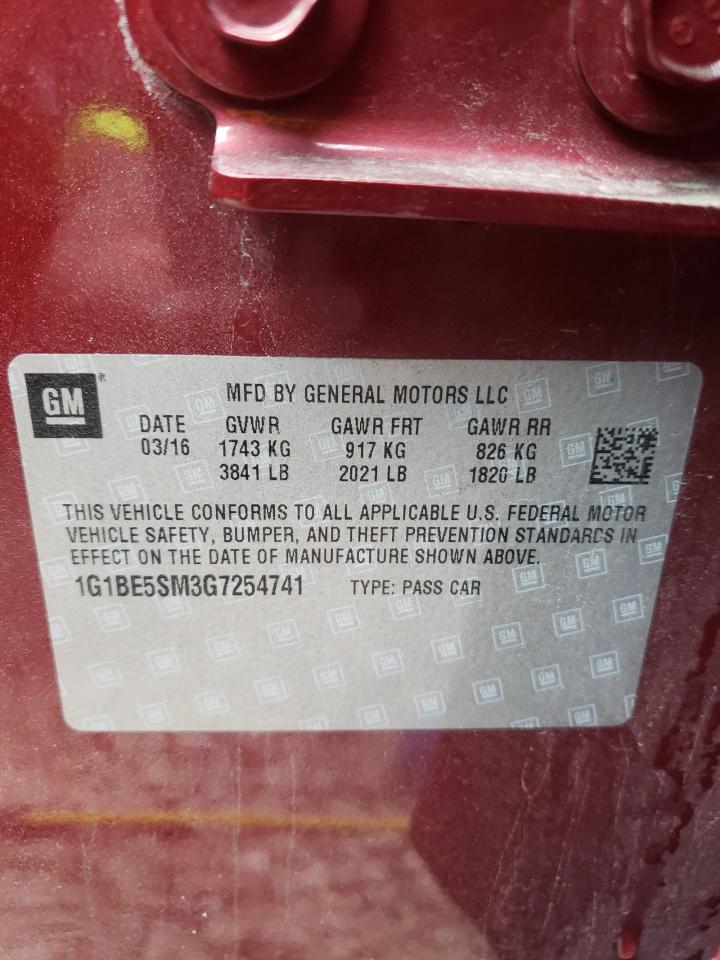 GM
MFD BY GENERAL MOTORS LLC
DATE GVWR GAWR FRT GAWR RR
03/16 1743 KG 917 KG 826 KG
3841 LB 2021 LB 1820 LB
THIS VEHICLE CONFORMS TO ALL APPLICABLE U.S. FEDERAL MOTOR
VEHICLE SAFETY, BUMPER, AND THEFT PREVENTION STANDARDS IN
EFFECT ON THE DATE OF MANUFACTURE SHOWN ABOVE.
1G1BE5SM3G7254741 TYPE: PASS CAR